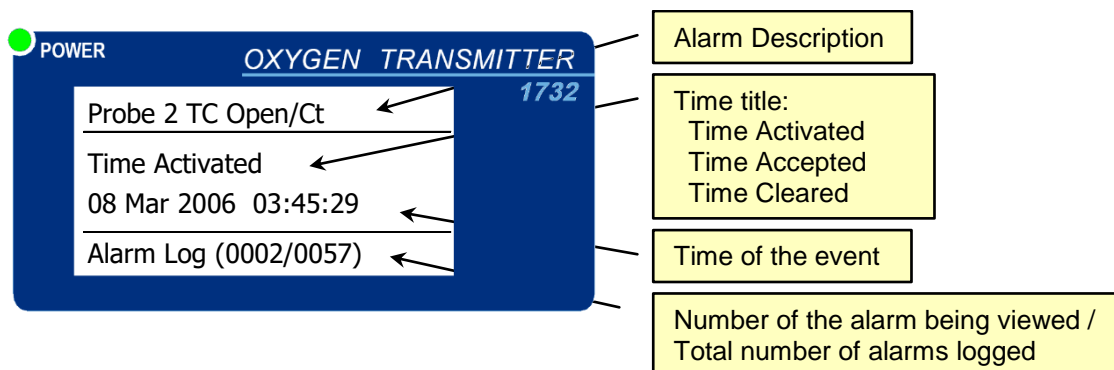 POWER
OXYGEN TRANSMITTER
1732
Probe 2 TC Open/Ct
Time Activated
08 Mar 2006 03:45:29
Alarm Log (0002/0057)
Alarm Description
Time title:
Time Activated
Time Accepted
Time Cleared
Time of the event
Number of the alarm being viewed /
Total number of alarms logged